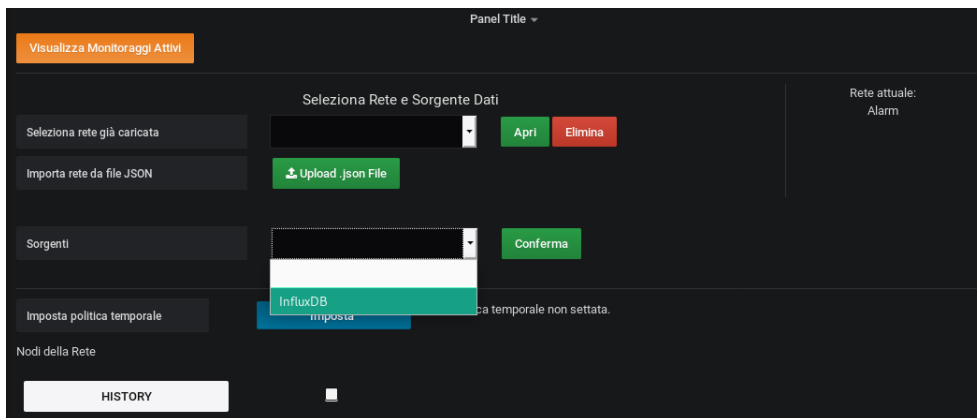 Panel Title
Visualizza Monitoraggi Attivi
Seleziona Rete e Sorgente Dati
Rete attuale:
Alarm
Seleziona rete già caricata
Apri
Elimina
Importa rete da file JSON
Upload .json File
Sorgenti
Conferma
InfluxDB
Imposta politica temporale
Imposta
ca temporale non settata.
Nodi della Rete
HISTORY